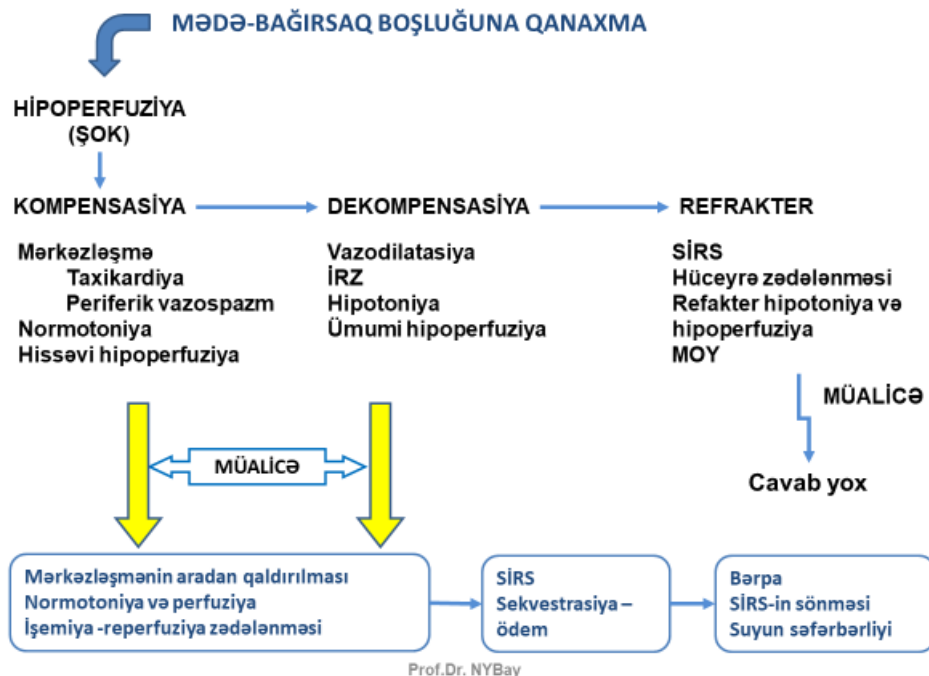 MƏDƏ-BAĞIRSAQ BOŞLUĞUNA QANAXMA
HİPOPERFUZİYA
(ŞOK)
KOMPENSASİYA
Mərkəzləşmə
Taxikardiya
Periferik vazospazm
Normotoniya
Hissəvi hipoperfuziya
DEKOMPENSASİYA
Vazodilatasiya
İRZ
Hipotoniya
Ümumi hipoperfuziya
REFRAKTER
SİRS
Hüceyrə zədələnməsi
Refakter hipotoniya və
hipoperfuziya
MOY
MÜALİCƏ
Cavab yox
MÜALİCƏ
Mərkəzləşmənin aradan qaldırılması
Normotoniya və perfuziya
İşemiya -reperfuziya zədələnməsi
SİRS
Sekvestrasiya –
ödem
Bərpa
SİRS-in sönməsi
Suyun səfərbərliyi
Prof.Dr. NYBay